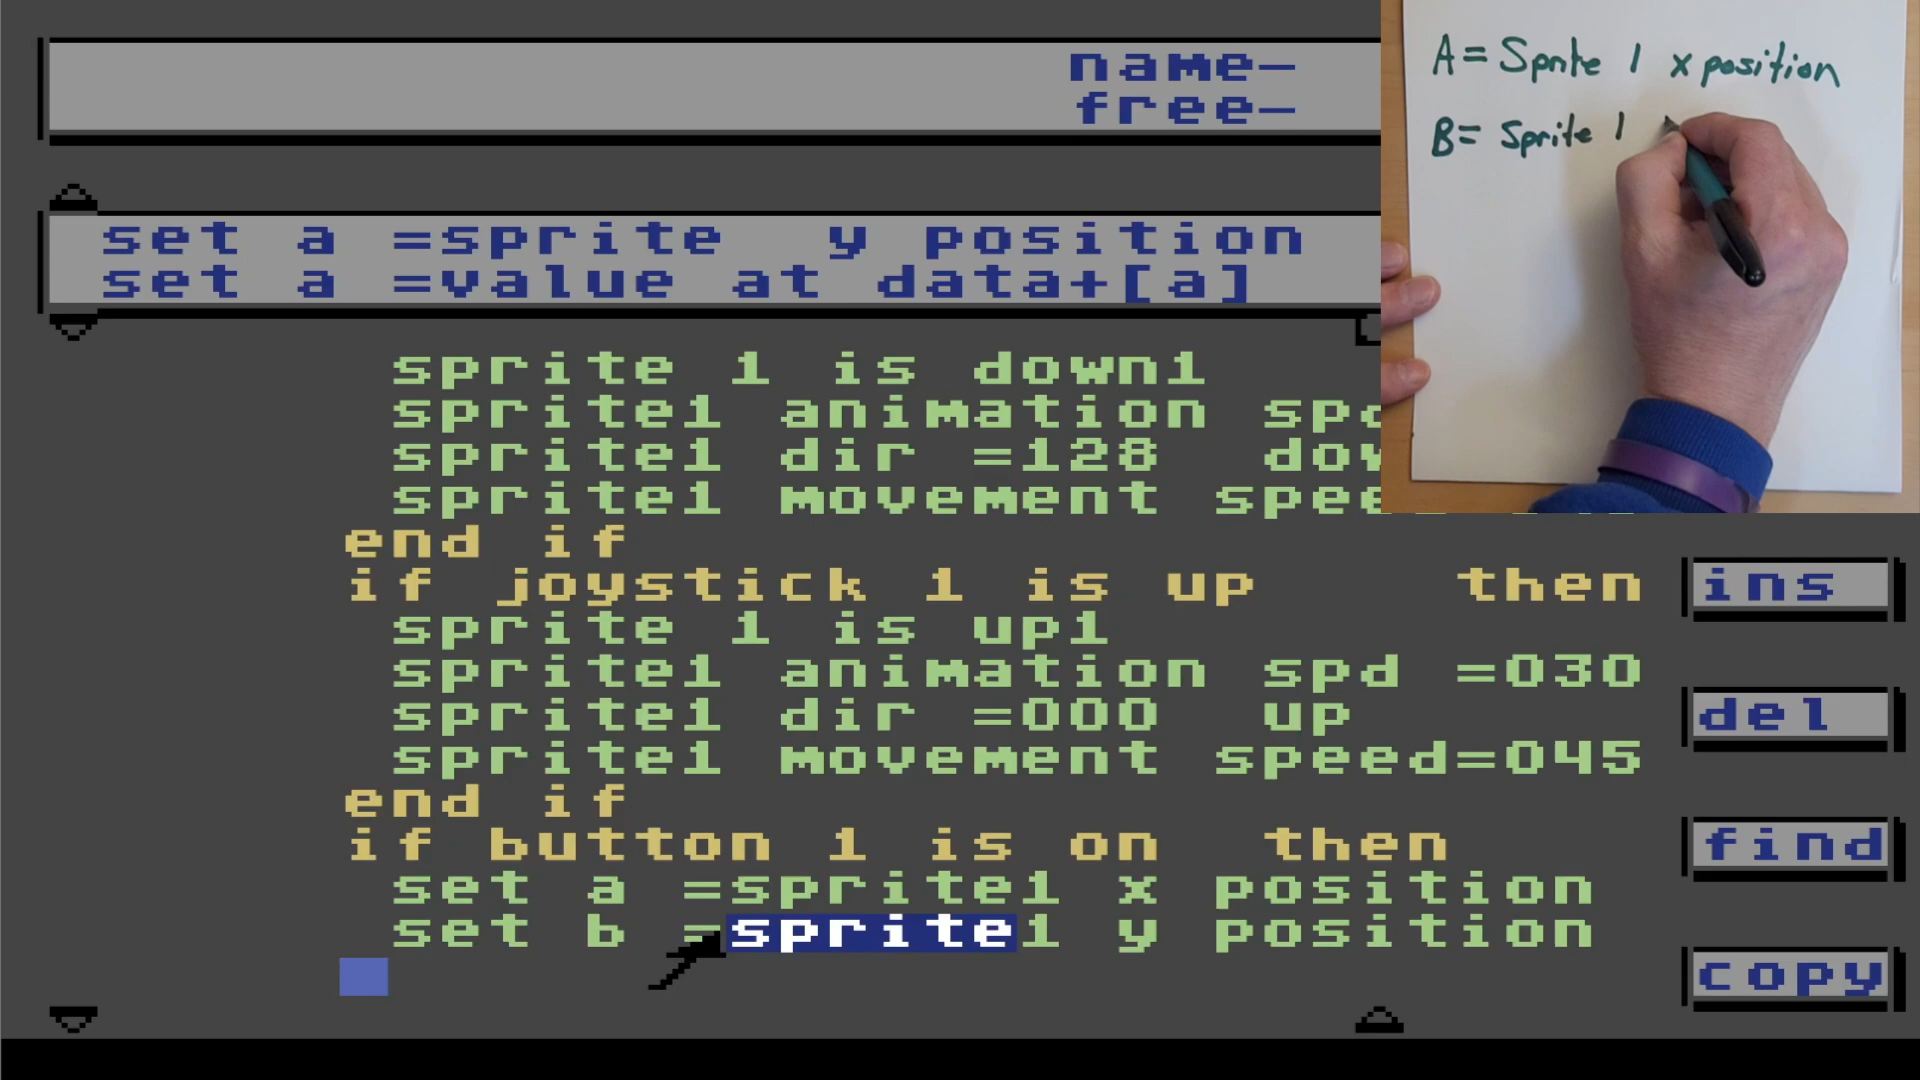 name—
free—
set a =sprite y position
set a =value at data+[a]
sprite 1 is down1
sprite1 animation
sprite1 dir =128
sprite1 movement
end if
if joystick 1 is up then
sprite 1 is up1
sprite1 animation spd =030
sprite1 dir =000 up
sprite1 movement speed=045
end if
if button 1 is on then
set a =sprite1 x position
set b =sprite1 y position
ins
del
find
copy
A= Sprite 1 x position
B= Sprite 1